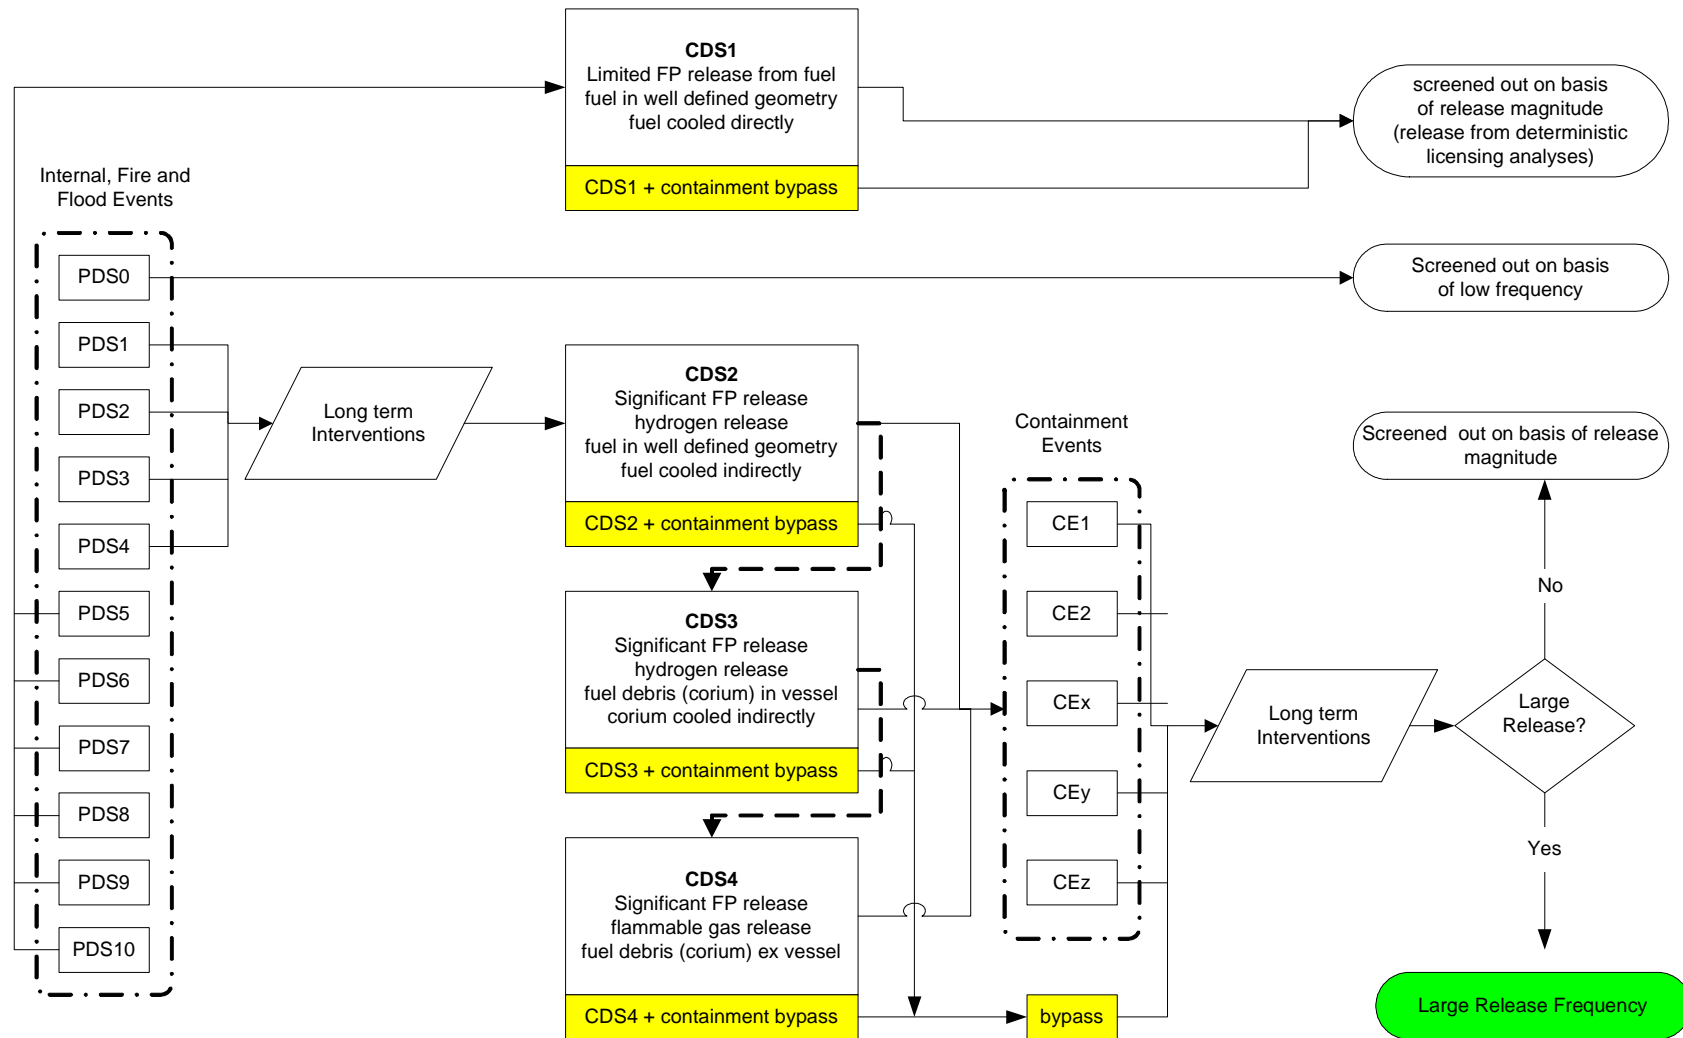 CDS1
Limited FP release from fuel
fuel in well defined geometry
fuel cooled directly
CDS1 + containment bypass
screened out on basis
of release magnitude
(release from deterministic
licensing analyses)
Internal, Fire and
Flood Events
PDS0
PDS1
PDS2
PDS3
PDS4
PDS5
PDS6
PDS7
PDS8
PDS9
PDS10
Screened out on basis
of low frequency
Long term
Interventions
CDS2
Significant FP release
hydrogen release
fuel in well defined geometry
fuel cooled indirectly
CDS2 + containment bypass
CDS3
Significant FP release
hydrogen release
fuel debris (corium) in vessel
corium cooled indirectly
CDS3 + containment bypass
CDS4
Significant FP release
flammable gas release
fuel debris (corium) ex vessel
CDS4 + containment bypass
Containment
Events
CE1
CE2
CEx
CEy
CEz
bypass
Long term
Interventions
Screened out on basis of release
magnitude
No
Large
Release?
Yes
Large Release Frequency